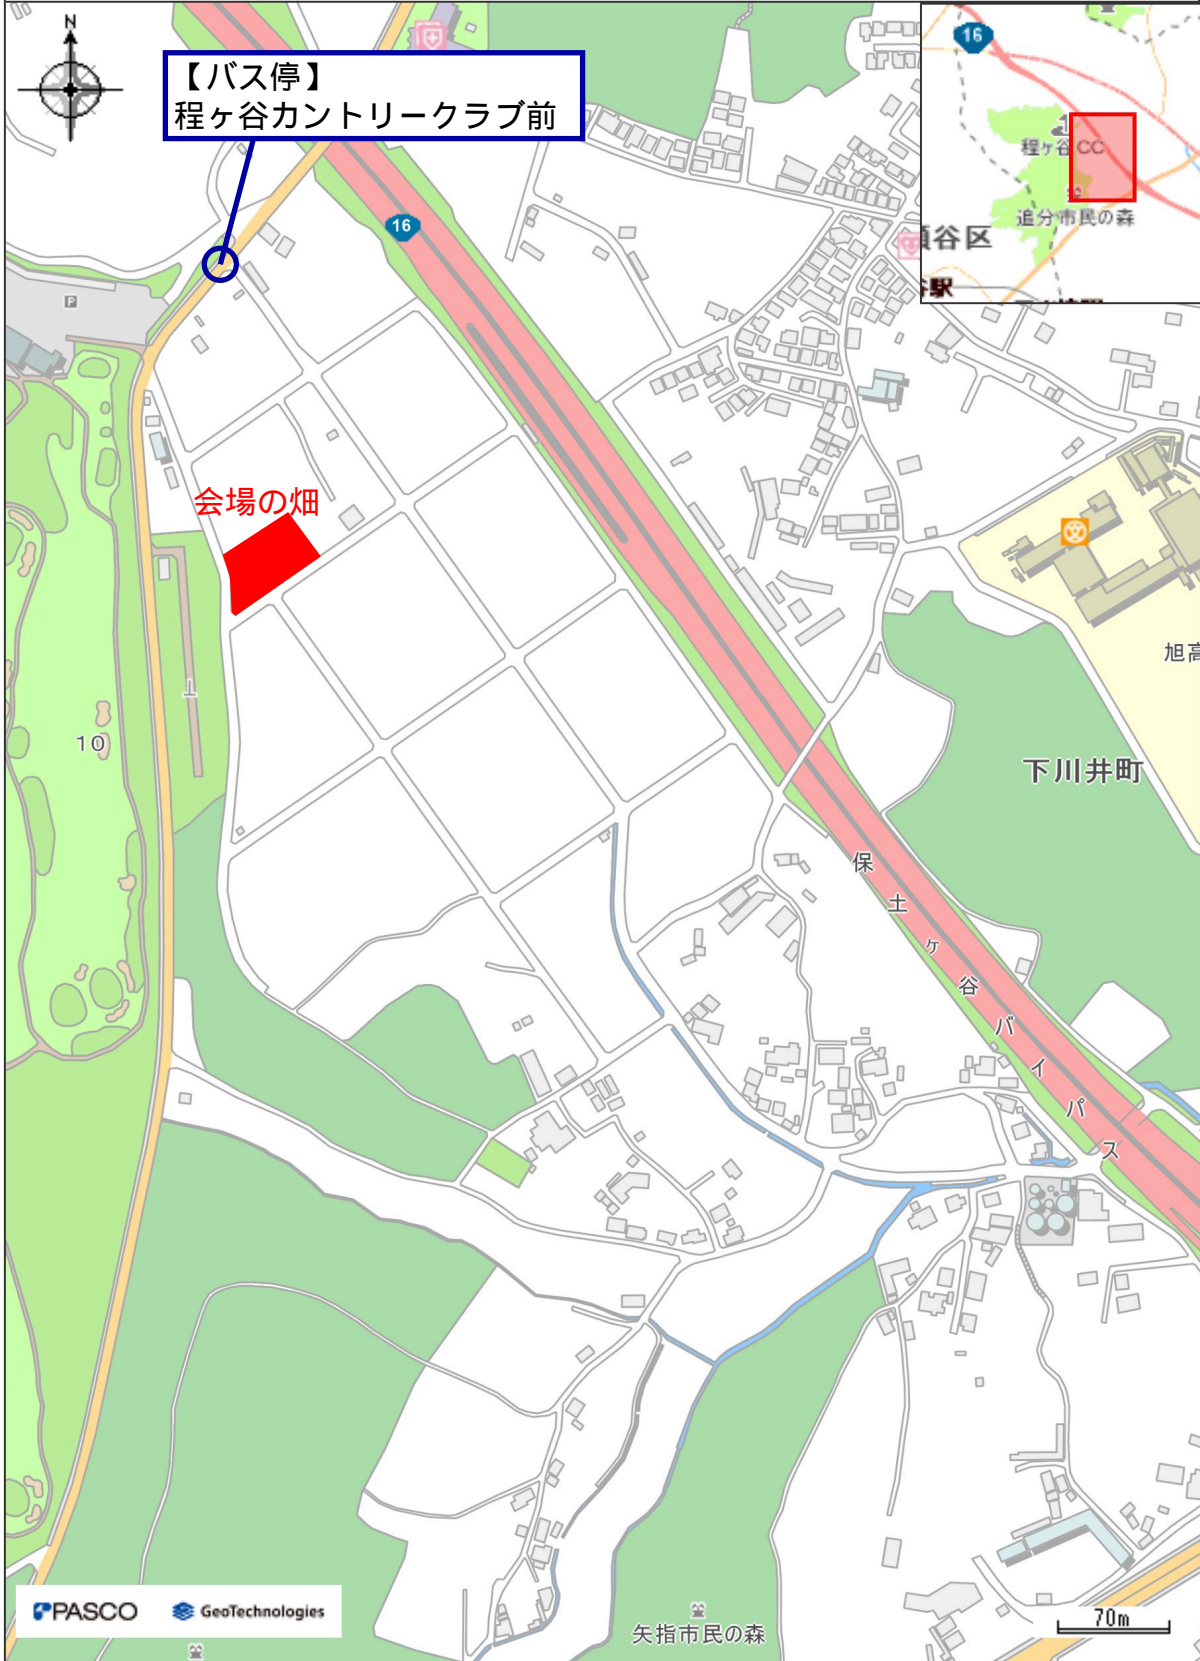 N
【バス停】
程ヶ谷カントリークラブ前
16
16
程ヶ谷CC
追分市民の森
谷区
駅
P
会場の畑
10
旭高
下川井町
保土ヶ谷バイパス
矢指市民の森
PASCO
GeoTechnologies
70m